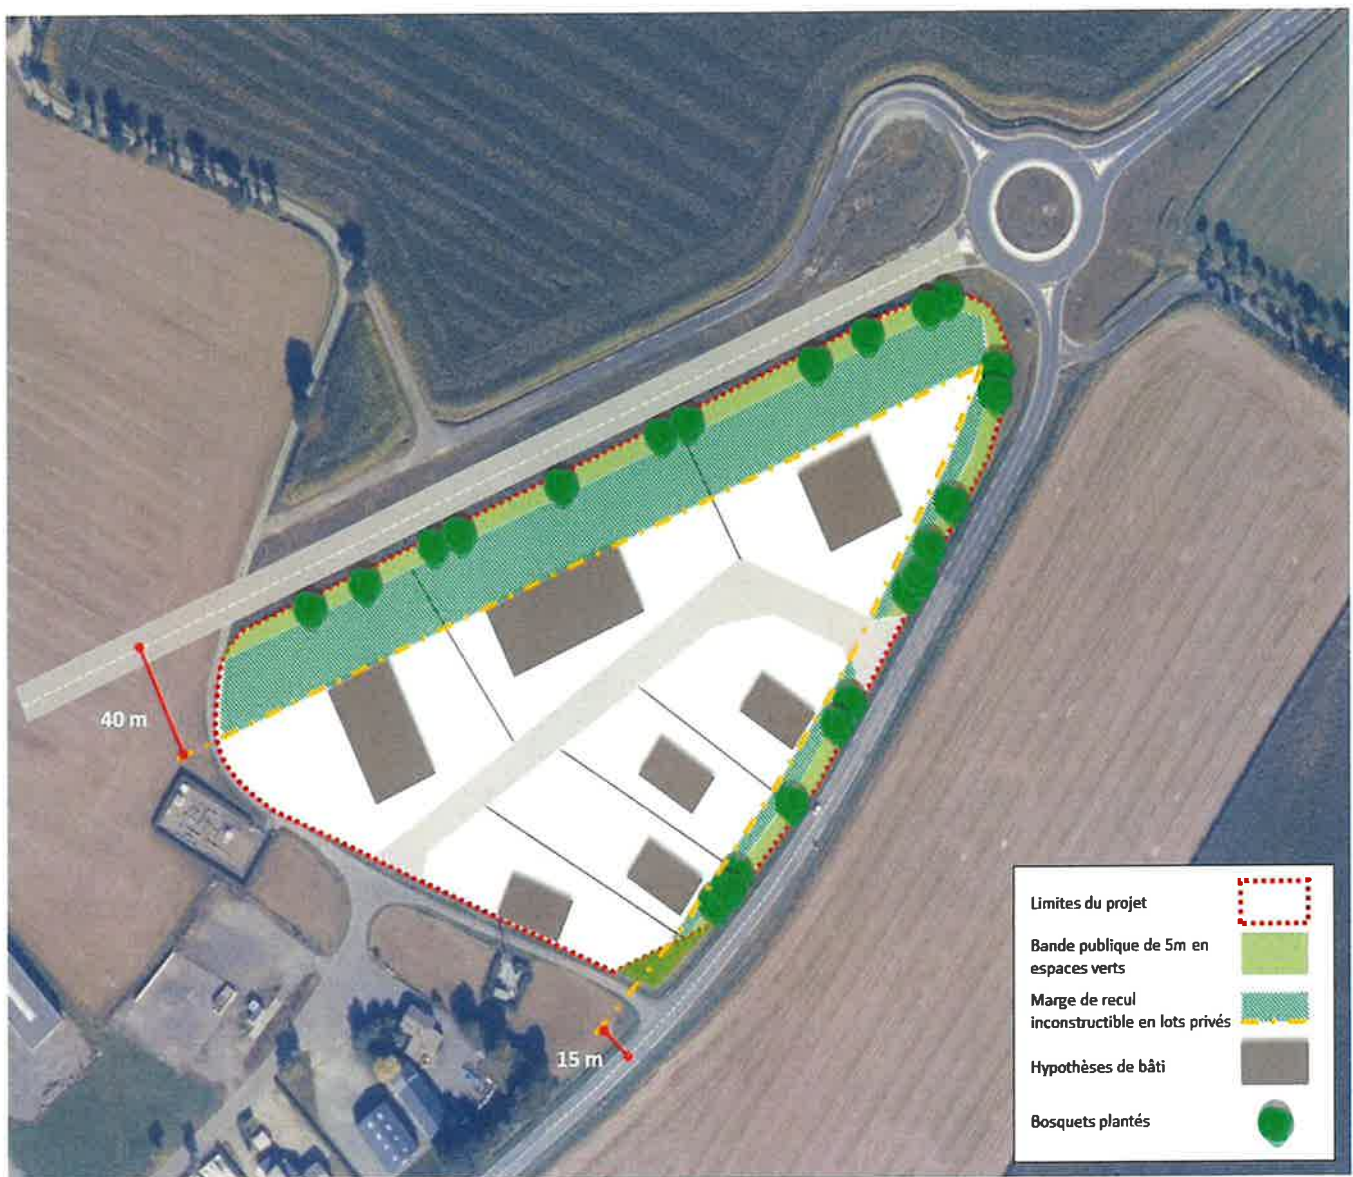 40 m
15 m
Limites du projet
Bande publique de 5m en
espaces verts
Marge de recul
inconstructible en lots privés
Hypothèses de bâti
Bosquets plantés